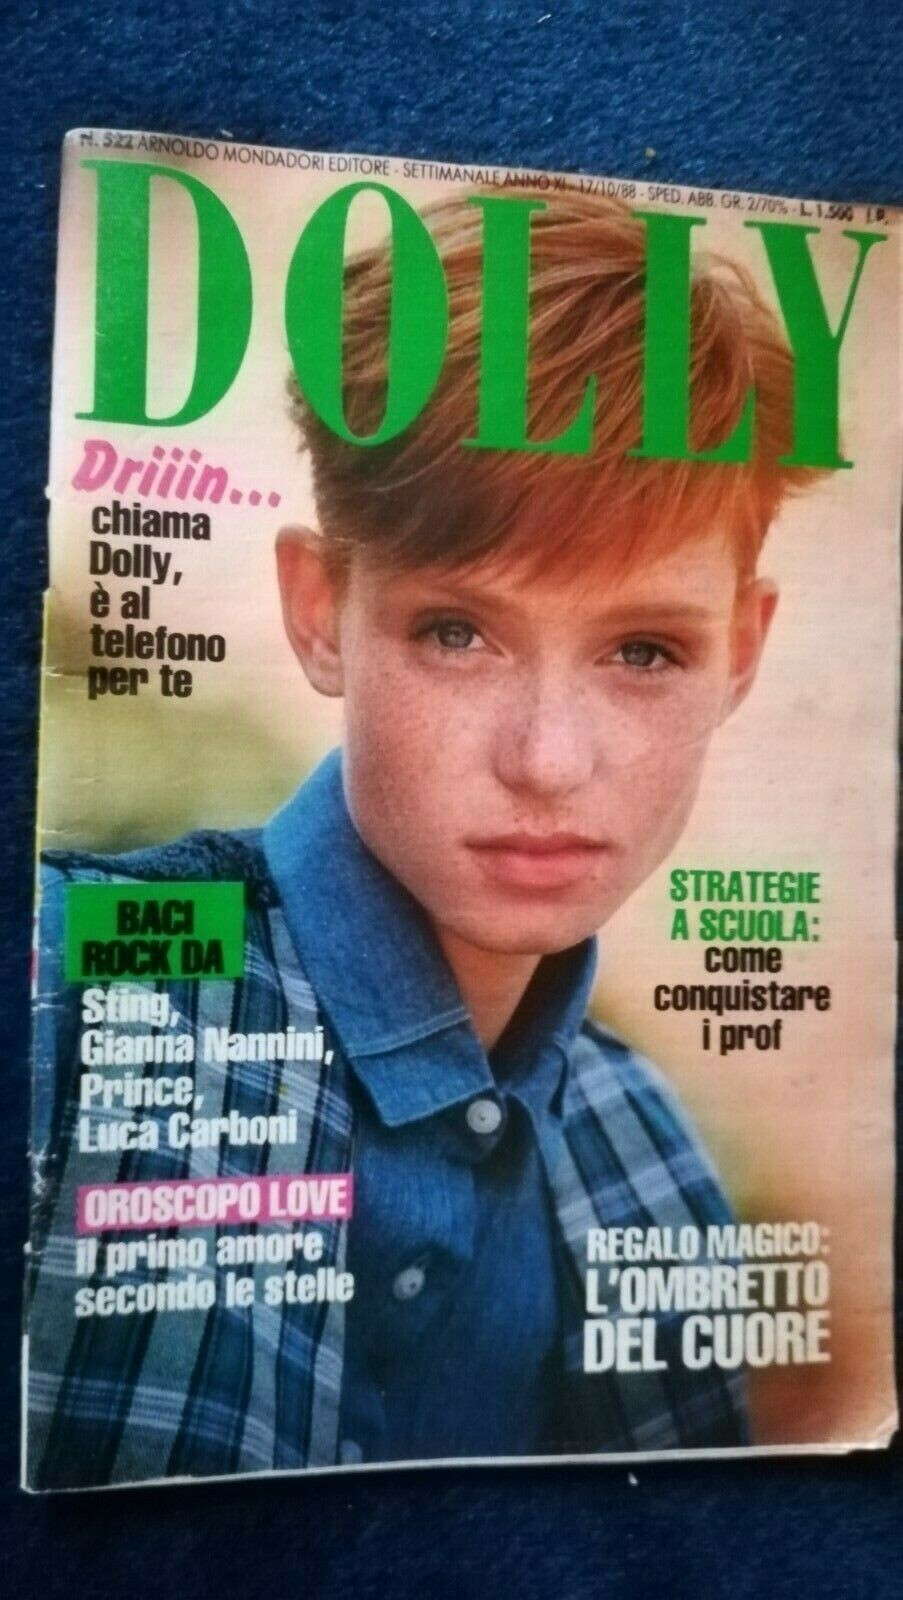 N. 522 ARNOLDO MONDADORI EDITORE - SETTIMANALE ANNO XI - 17/10/88 - SPED. ABB. GR. 2/70% - L. 1.500 I.P.
DOLLY
Driiin...
chiama
Dolly,
è al
telefono
per te
BACI
ROCK DA
Sting,
Gianna Nannini,
Prince,
Luca Carboni
OROSCOPO LOVE
il primo amore
secondo le stelle
STRATEGIE
A SCUOLA:
come
conquistare
i prof
REGALO MAGICO:
L'OMBRETTO
DEL CUORE